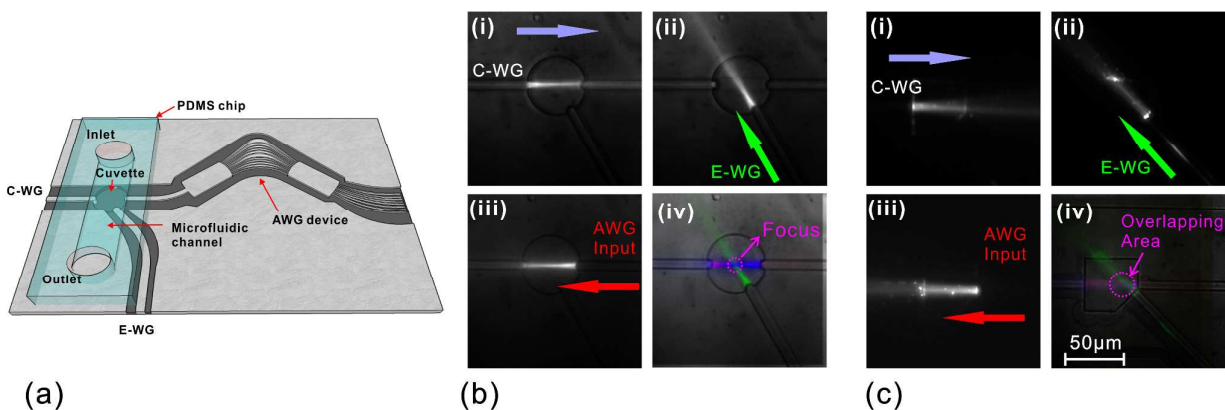 PDMS chip
Inlet
Cuvette
C-WG
Microfluidic
channel
AWG device
Outlet
E-WG
(a)
(i)
C-WG
(ii)
E-WG
(iii)
AWG
Input
(iv)
Focus
(b)
(i)
C-WG
(ii)
E-WG
(iii)
AWG
Input
(iv)
Overlapping
Area
50μm
(c)